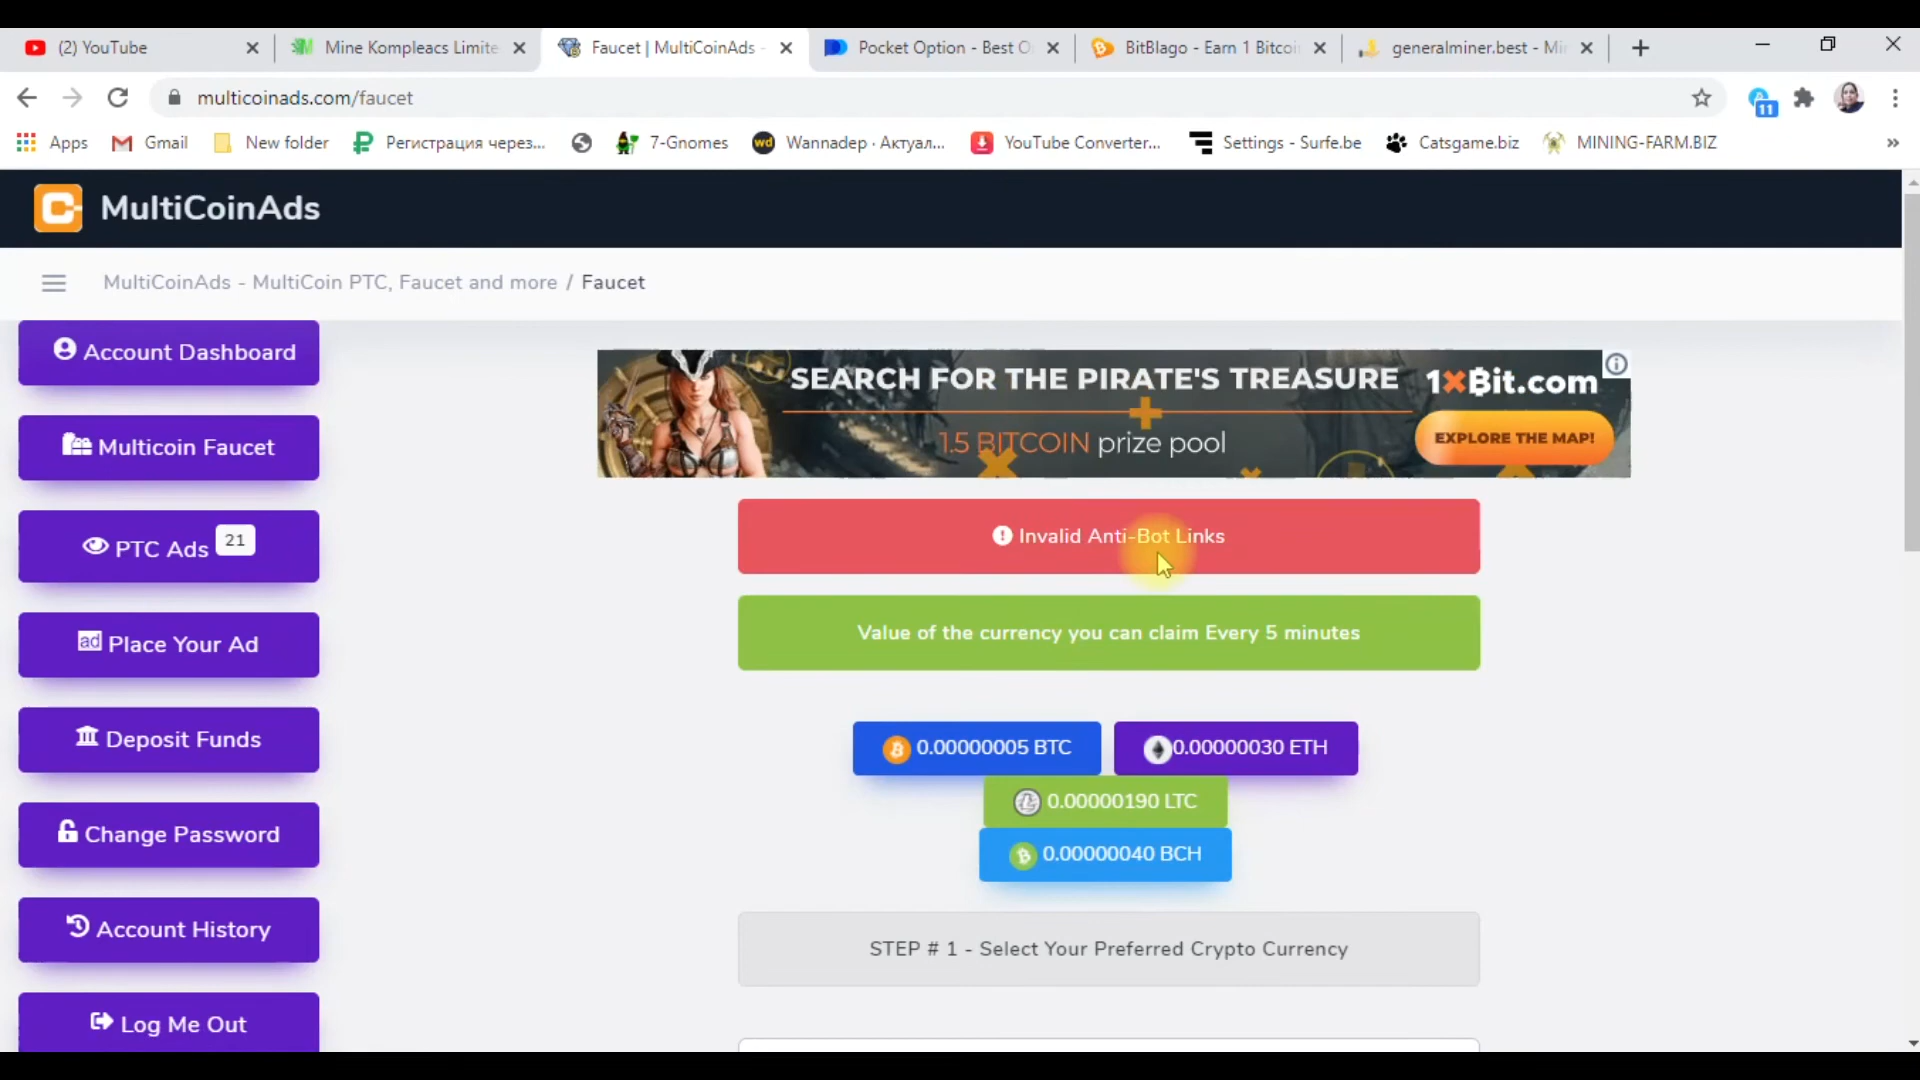 (2) YouTube
Mine Kompleacs Limite
Faucet | MultiCoinAds -
Pocket Option - Best O
BitBlago - Earn 1 Bitcoi
generalminer.best - Mi
multicoinads.com/faucet
11
Apps
Gmail
New folder
Регистрация через...
7-Gnomes
wd
Wannadep · Актуал...
YouTube Converter...
Settings - Surfe.be
Catsgame.biz
MINING-FARM.BIZ
»
MultiCoinAds
MultiCoinAds - MultiCoin PTC, Faucet and more / Faucet
Account Dashboard
Multicoin Faucet
PTC Ads 21
ad Place Your Ad
Deposit Funds
Change Password
Account History
Log Me Out
SEARCH FOR THE PIRATE'S TREASURE
1.5 BITCOIN prize pool
1xBit.com
EXPLORE THE MAP!
Invalid Anti-Bot Links
Value of the currency you can claim Every 5 minutes
0.00000005 BTC
0.00000030 ETH
0.00000190 LTC
0.00000040 BCH
STEP # 1 - Select Your Preferred Crypto Currency